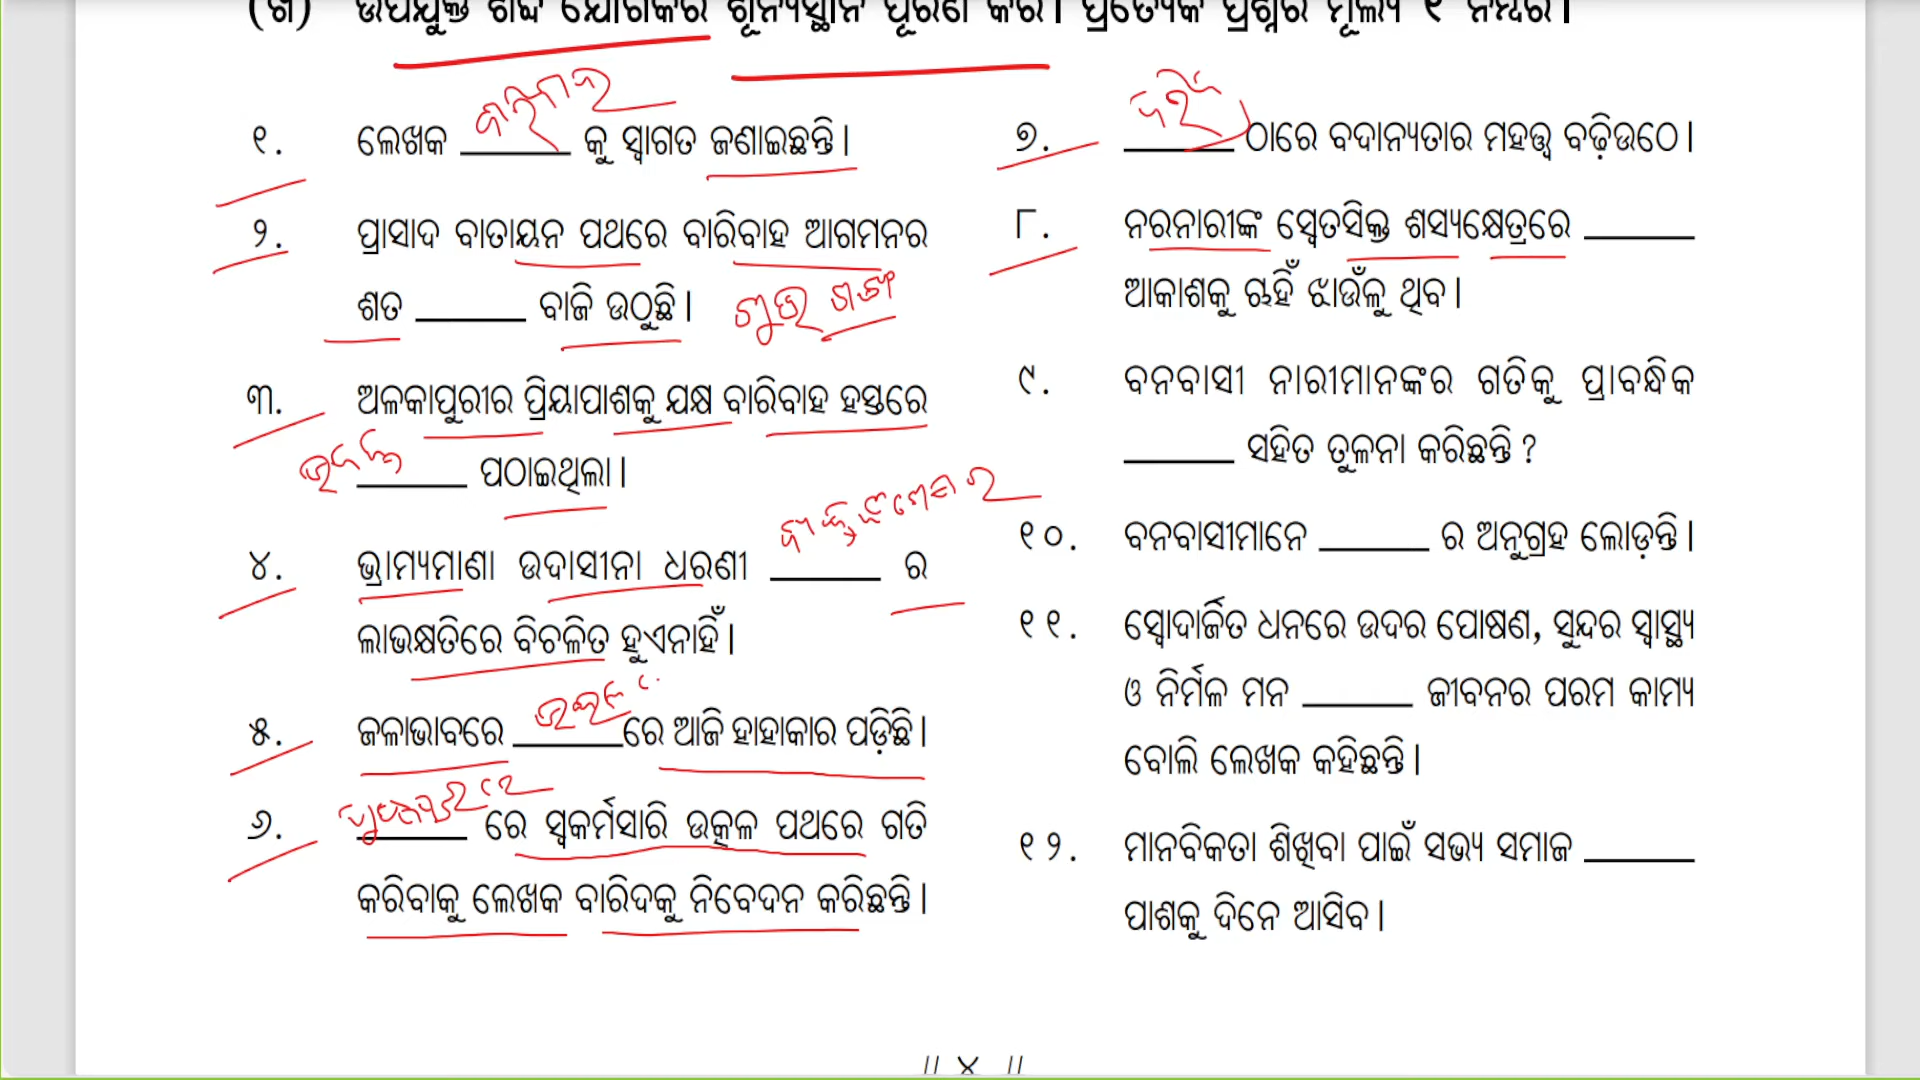 (ଖ) ଉପଯୁକ୍ତ ଶବ୍ଦ ଯୋଗକରି ଶୂନ୍ୟସ୍ଥାନ ପୂରଣ କର। ପ୍ରତ୍ୟେକ ପ୍ରଶ୍ନର ମୂଲ୍ୟ ୧ ନମ୍ବର।
୧. ଲେଖକ ______ କୁ ସ୍ୱାଗତ ଜଣାଇଛନ୍ତି।
୨. ପ୍ରାସାଦ ବାତାୟନ ପଥରେ ବାରିବାହ ଆଗମନର
ଶତ ______ ବାଜି ଉଠୁଛି।
୩. ଅଳକାପୁରୀର ପ୍ରିୟାପାଶକୁ ଯକ୍ଷ ବାରିବାହ ହସ୍ତରେ
______ ପଠାଇଥିଲା।
୪. ଭ୍ରାମ୍ୟମାଣା ଉଦାସୀନା ଧରଣୀ ______ ର
ଲାଭକ୍ଷତିରେ ବିଚଳିତ ହୁଏନାହିଁ।
୫. ଜଳାଭାବରେ ______ରେ ଆଜି ହାହାକାର ପଡ଼ିଛି।
୬. ______ ରେ ସ୍ୱକର୍ମସାରି ଉତ୍କଳ ପଥରେ ଗତି
କରିବାକୁ ଲେଖକ ବାରିଦକୁ ନିବେଦନ କରିଛନ୍ତି।
୭. ______ ଠାରେ ବଦାନ୍ୟତାର ମହତ୍ତ୍ୱ ବଢ଼ିଉଠେ।
୮. ନରନାରୀଙ୍କ ସ୍ୱେତସିକ୍ତ ଶସ୍ୟକ୍ଷେତ୍ରରେ ______
ଆକାଶକୁ ଚାହିଁ ଝାଉଁଳୁ ଥିବ।
୯. ବନବାସୀ ନାରୀମାନଙ୍କର ଗତିକୁ ପ୍ରାବନ୍ଧିକ
______ ସହିତ ତୁଳନା କରିଛନ୍ତି ?
୧୦. ବନବାସୀମାନେ ______ ର ଅନୁଗ୍ରହ ଲୋଡ଼ନ୍ତି।
୧୧. ସ୍ୱୋଦାର୍ଜିତ ଧନରେ ଉଦର ପୋଷଣ, ସୁନ୍ଦର ସ୍ୱାସ୍ଥ୍ୟ
ଓ ନିର୍ମଳ ମନ ______ ଜୀବନର ପରମ କାମ୍ୟ
ବୋଲି ଲେଖକ କହିଛନ୍ତି।
୧୨. ମାନବିକତା ଶିଖିବା ପାଇଁ ସଭ୍ୟ ସମାଜ ______
ପାଶକୁ ଦିନେ ଆସିବ।